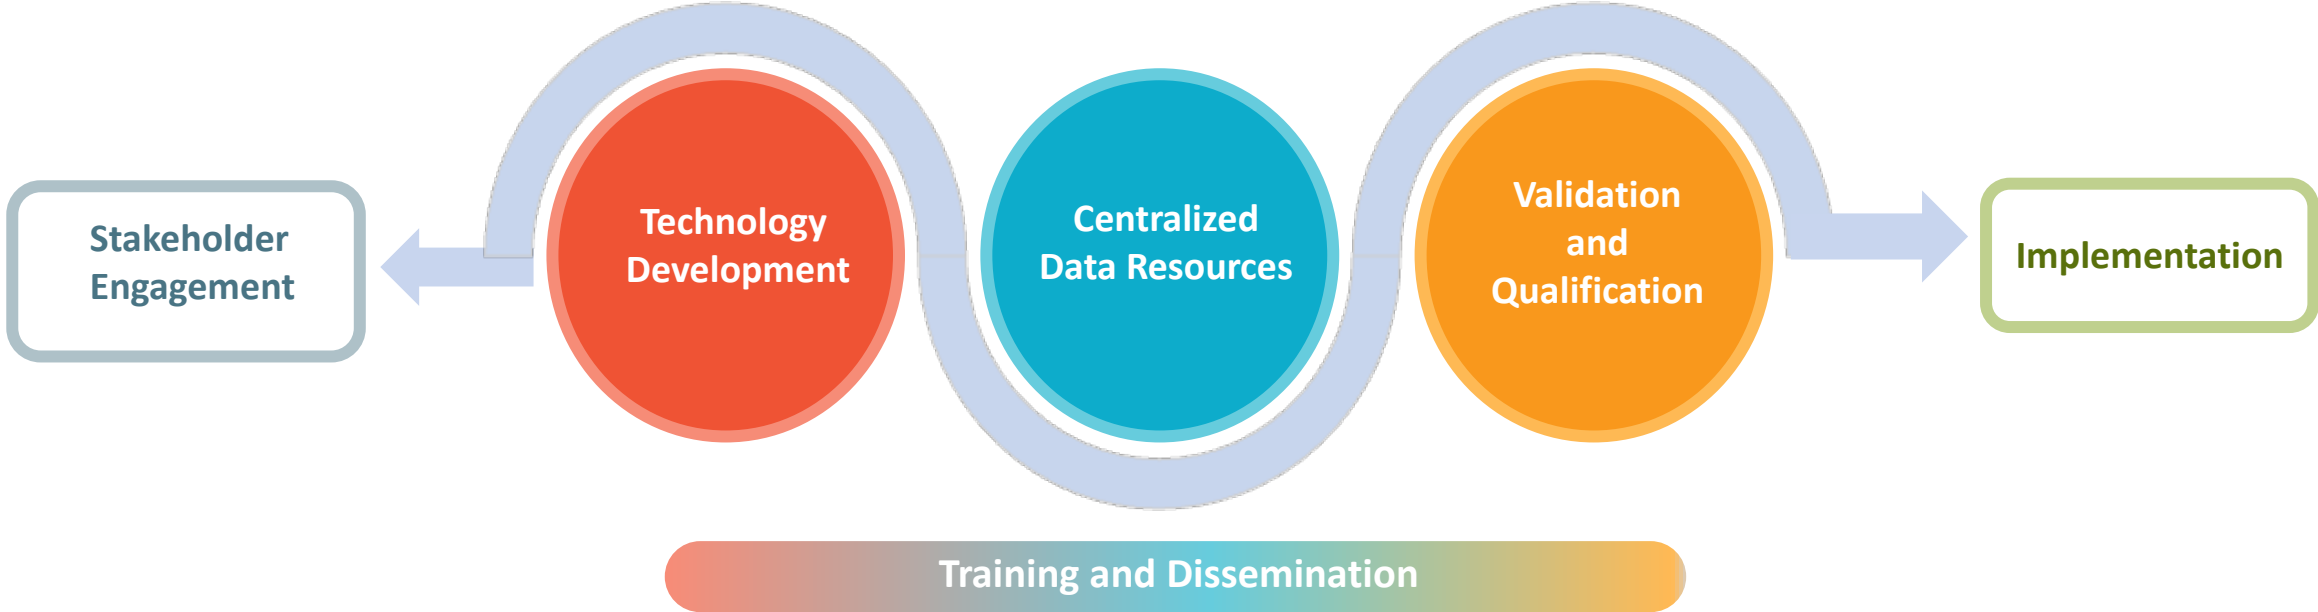 Stakeholder
Engagement
Technology
Development
Centralized
Data Resources
Validation
and
Qualification
Implementation
Training and Dissemination